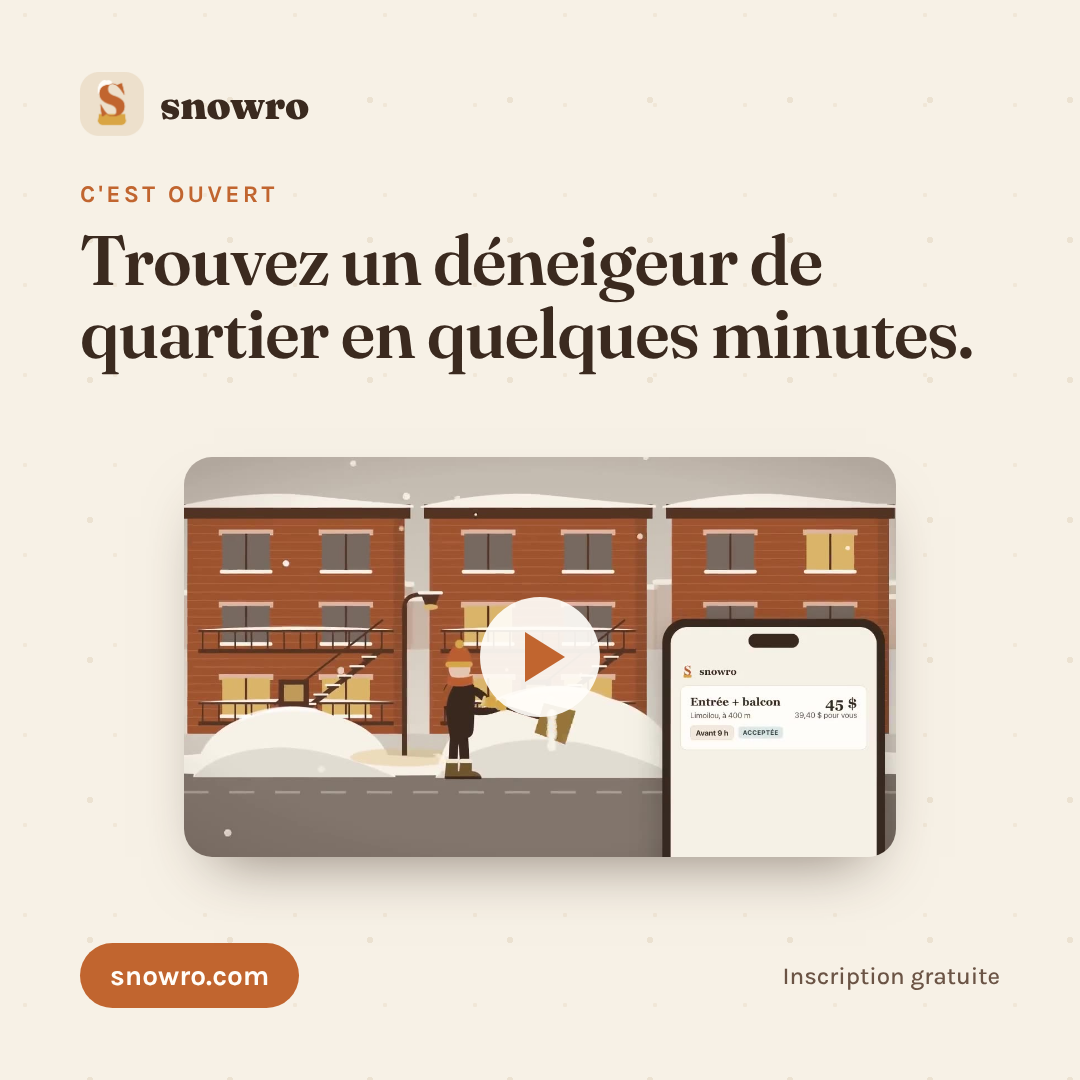 S
snowro
C'EST OUVERT
Trouvez un déneigeur de
quartier en quelques minutes.
S snowro
Entrée + balcon 45 $
Limoilou, à 400 m 39,40 $ pour vous
Avant 9 h ACCEPTÉE
snowro.com
Inscription gratuite